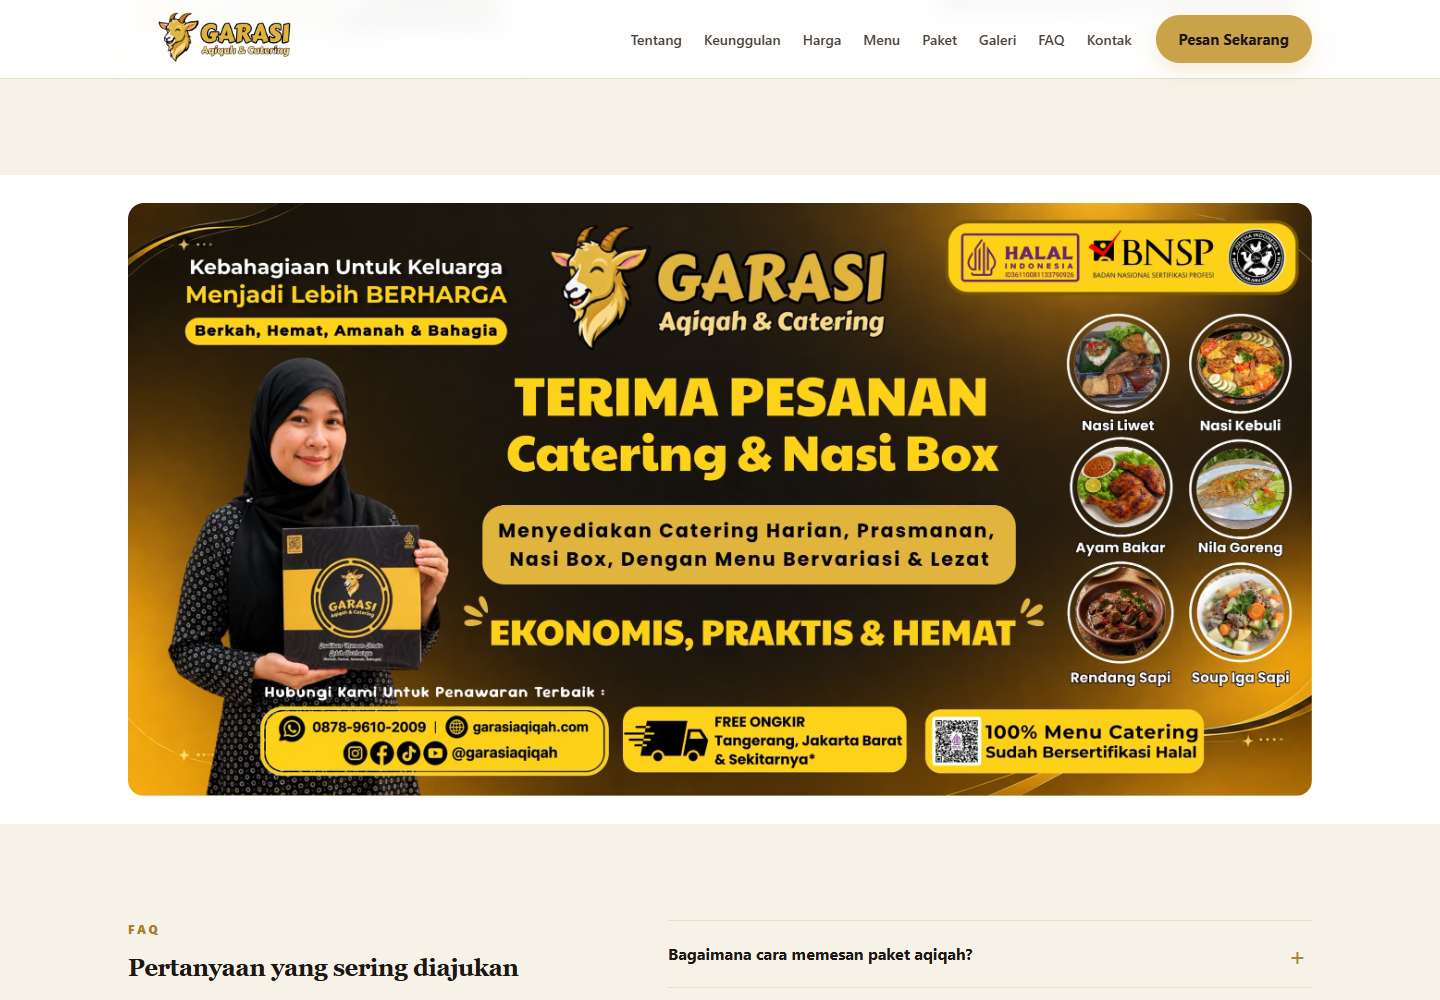 GARASI
Aqiqah & Catering
Tentang
Keunggulan
Harga
Menu
Paket
Galeri
FAQ
Kontak
Pesan Sekarang
Kebahagiaan Untuk Keluarga
Menjadi Lebih BERHARGA
Berkah, Hemat, Amanah & Bahagia
GARASI
Aqiqah & Catering
HALAL
INDONESIA
ID36110081133790926
BNSP
BADAN NASIONAL SERTIFIKASI PROFESI
TERIMA PESANAN
Catering & Nasi Box
Menyediakan Catering Harian, Prasmanan,
Nasi Box, Dengan Menu Bervariasi & Lezat
EKONOMIS, PRAKTIS & HEMAT
Nasi Liwet
Nasi Kebuli
Ayam Bakar
Nila Goreng
Rendang Sapi
Soup Iga Sapi
GARASI
Aqiqah & Catering
Hubungi Kami Untuk Penawaran Terbaik :
0878-9610-2009 | garasiaqiqah.com
@garasiaqiqah
FREE ONGKIR
Tangerang, Jakarta Barat
& Sekitarnya*
100% Menu Catering
Sudah Bersertifikasi Halal
FAQ
Pertanyaan yang sering diajukan
Bagaimana cara memesan paket aqiqah?
+